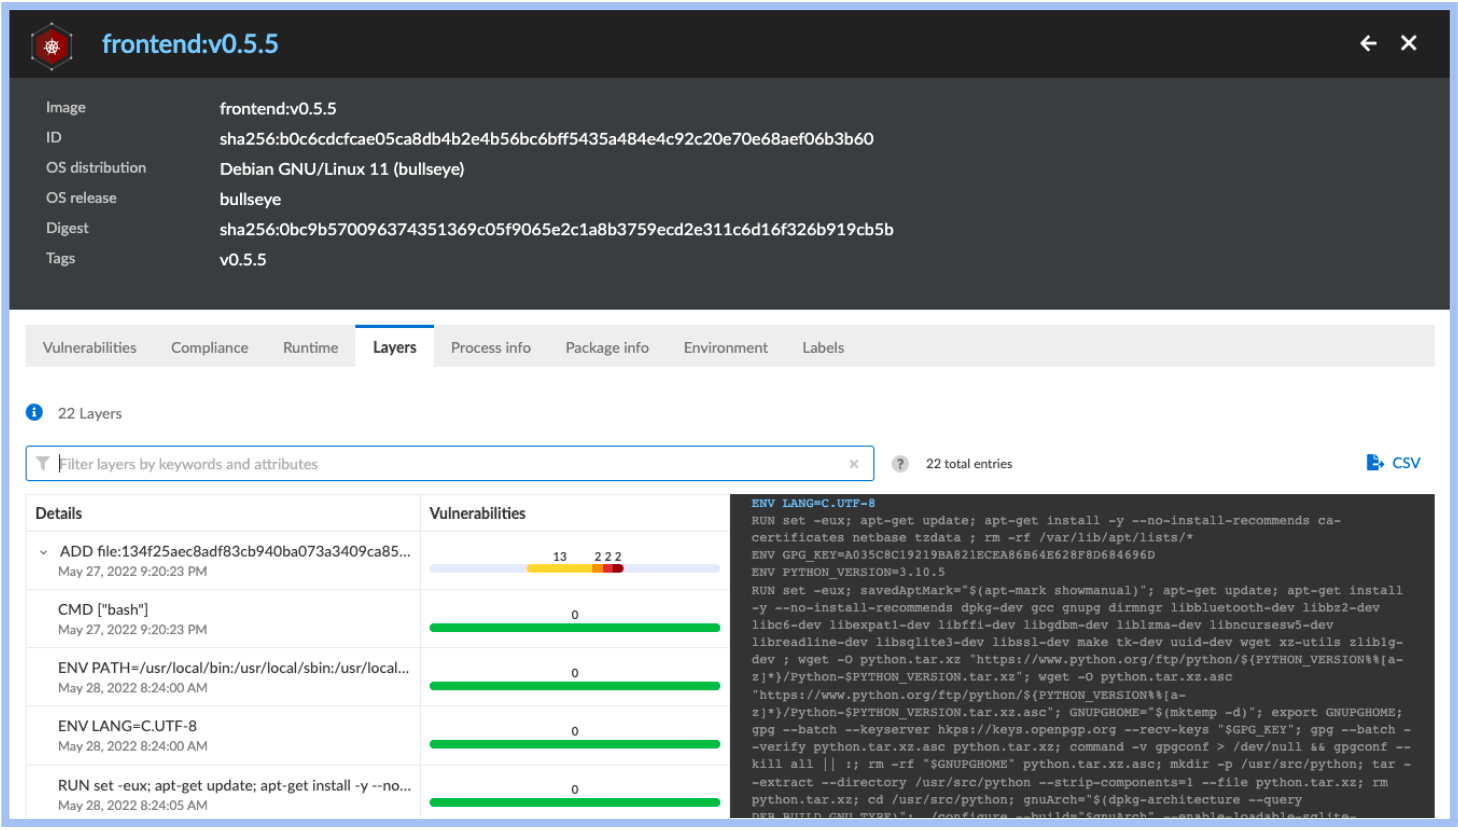 frontend:v0.5.5
Image frontend:v0.5.5
ID sha256:b0c6cdcfcae05ca8db4b2e4b56bc6bff5435a484e4c92c20e70e68aef06b3b60
OS distribution Debian GNU/Linux 11 (bullseye)
OS release bullseye
Digest sha256:0bc9b570096374351369c05f9065e2c1a8b3759ecd2e311c6d16f326b919cb5b
Tags v0.5.5
Vulnerabilities Compliance Runtime Layers Process info Package info Environment Labels
22 Layers
Filter layers by keywords and attributes
22 total entries
CSV
Details Vulnerabilities
ADD file:134f25aec8adf83cb940ba073a3409ca85...
May 27, 2022 9:20:23 PM
13 2 2 2
CMD ["bash"]
May 27, 2022 9:20:23 PM
0
ENV PATH=/usr/local/bin:/usr/local/sbin:/usr/local...
May 28, 2022 8:24:00 AM
0
ENV LANG=C.UTF-8
May 28, 2022 8:24:00 AM
0
RUN set -eux; apt-get update; apt-get install -y --no...
May 28, 2022 8:24:05 AM
0
ENV LANG=C.UTF-8
RUN set -eux; apt-get update; apt-get install -y --no-install-recommends ca-
certificates netbase tzdata ; rm -rf /var/lib/apt/lists/*
ENV GPG_KEY=A035C8C19219BA821ECEA86B64E628F8D684696D
ENV PYTHON_VERSION=3.10.5
RUN set -eux; savedAptMark="$(apt-mark showmanual)"; apt-get update; apt-get install
-y --no-install-recommends dpkg-dev gcc gnupg dirmngr libbluetooth-dev libbz2-dev
libc6-dev libexpat1-dev libffi-dev libgdbm-dev liblzma-dev libncursesw5-dev
libreadline-dev libsqlite3-dev libssl-dev make tk-dev uuid-dev wget xz-utils zlib1g-
dev ; wget -O python.tar.xz "https://www.python.org/ftp/python/${PYTHON_VERSION%%[a-
z]*}/Python-$PYTHON_VERSION.tar.xz"; wget -O python.tar.xz.asc
"https://www.python.org/ftp/python/${PYTHON_VERSION%%[a-
z]*}/Python-$PYTHON_VERSION.tar.xz.asc"; GNUPGHOME="$(mktemp -d)"; export GNUPGHOME;
gpg --batch --keyserver hkps://keys.openpgp.org --recv-keys "$GPG_KEY"; gpg --batch -
-verify python.tar.xz.asc python.tar.xz; command -v gpgconf > /dev/null && gpgconf --
kill all || :; rm -rf "$GNUPGHOME" python.tar.xz.asc; mkdir -p /usr/src/python; tar -
-extract --directory /usr/src/python --strip-components=1 --file python.tar.xz; rm
python.tar.xz; cd /usr/src/python; gnuArch="$(dpkg-architecture --query
DEB_BUILD_GNU_TYPE)"; ./configure --build="$gnuArch" --enable-loadable-sqlite-